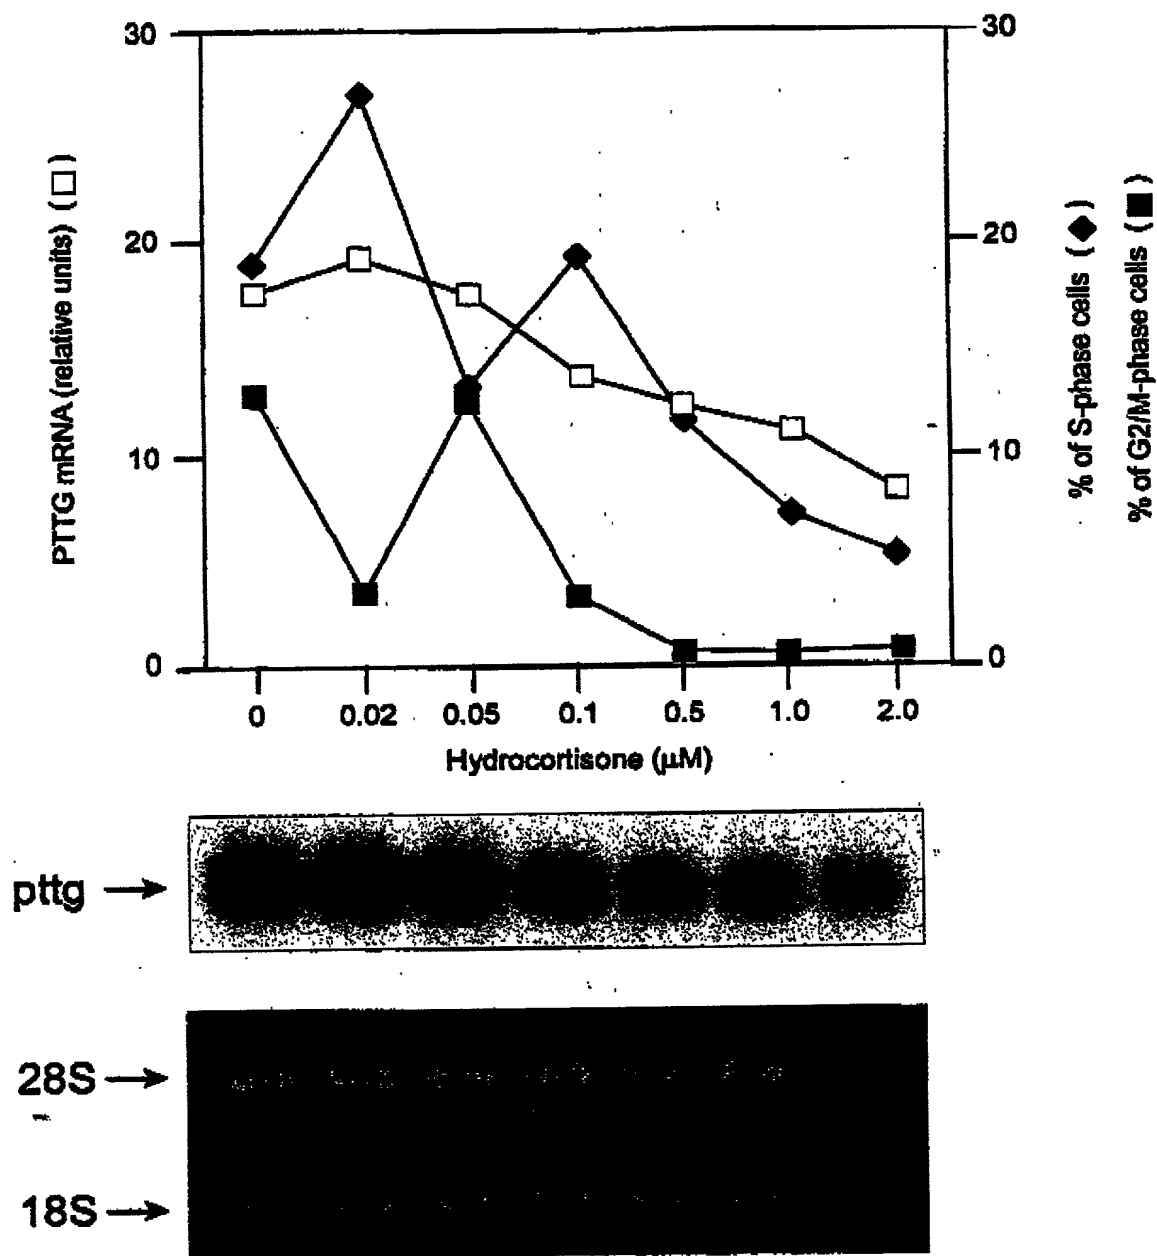 30
20
10
0
PTTG mRNA (relative units) (□)
30
20
10
0
% of S-phase cells (◆)
% of G2/M-phase cells (■)
0 0.02 0.05 0.1 0.5 1.0 2.0
Hydrocortisone (μM)
pttg
28S
18S